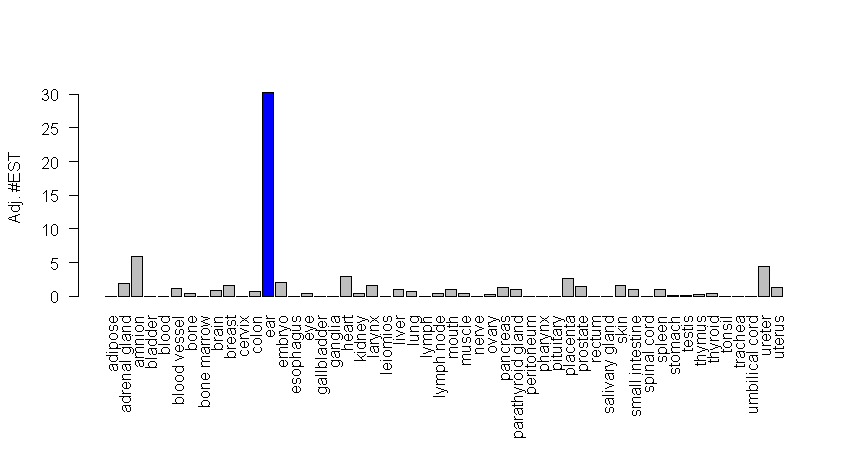 Adj. #EST
30
25
20
15
10
5
0
adipose
adrenal gland
amnion
bladder
blood
blood vessel
bone
bone marrow
brain
breast
cervix
colon
ear
embryo
esophagus
eye
gallbladder
ganglia
heart
kidney
larynx
leiomios
liver
lung
lymph
lymph node
mouth
muscle
nerve
ovary
pancreas
parathyroid gland
peritoneum
pharynx
pituitary
placenta
prostate
rectum
salivary gland
skin
small intestine
spinal cord
spleen
stomach
testis
thymus
thyroid
tonsil
trachea
umbilical cord
ureter
uterus